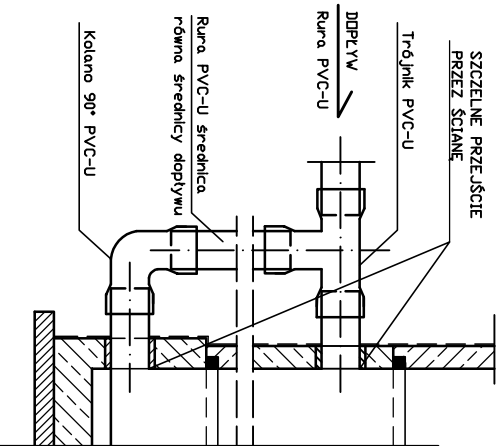 SZCZELNE PRZEJŚCIE
PRZEZ ŚCIANĘ
Trójnik PVC-U
DOPŁYW
Rura PVC-U
Rura PVC-U średnica
równa średnicy dopływu
Kolano 90° PVC-U